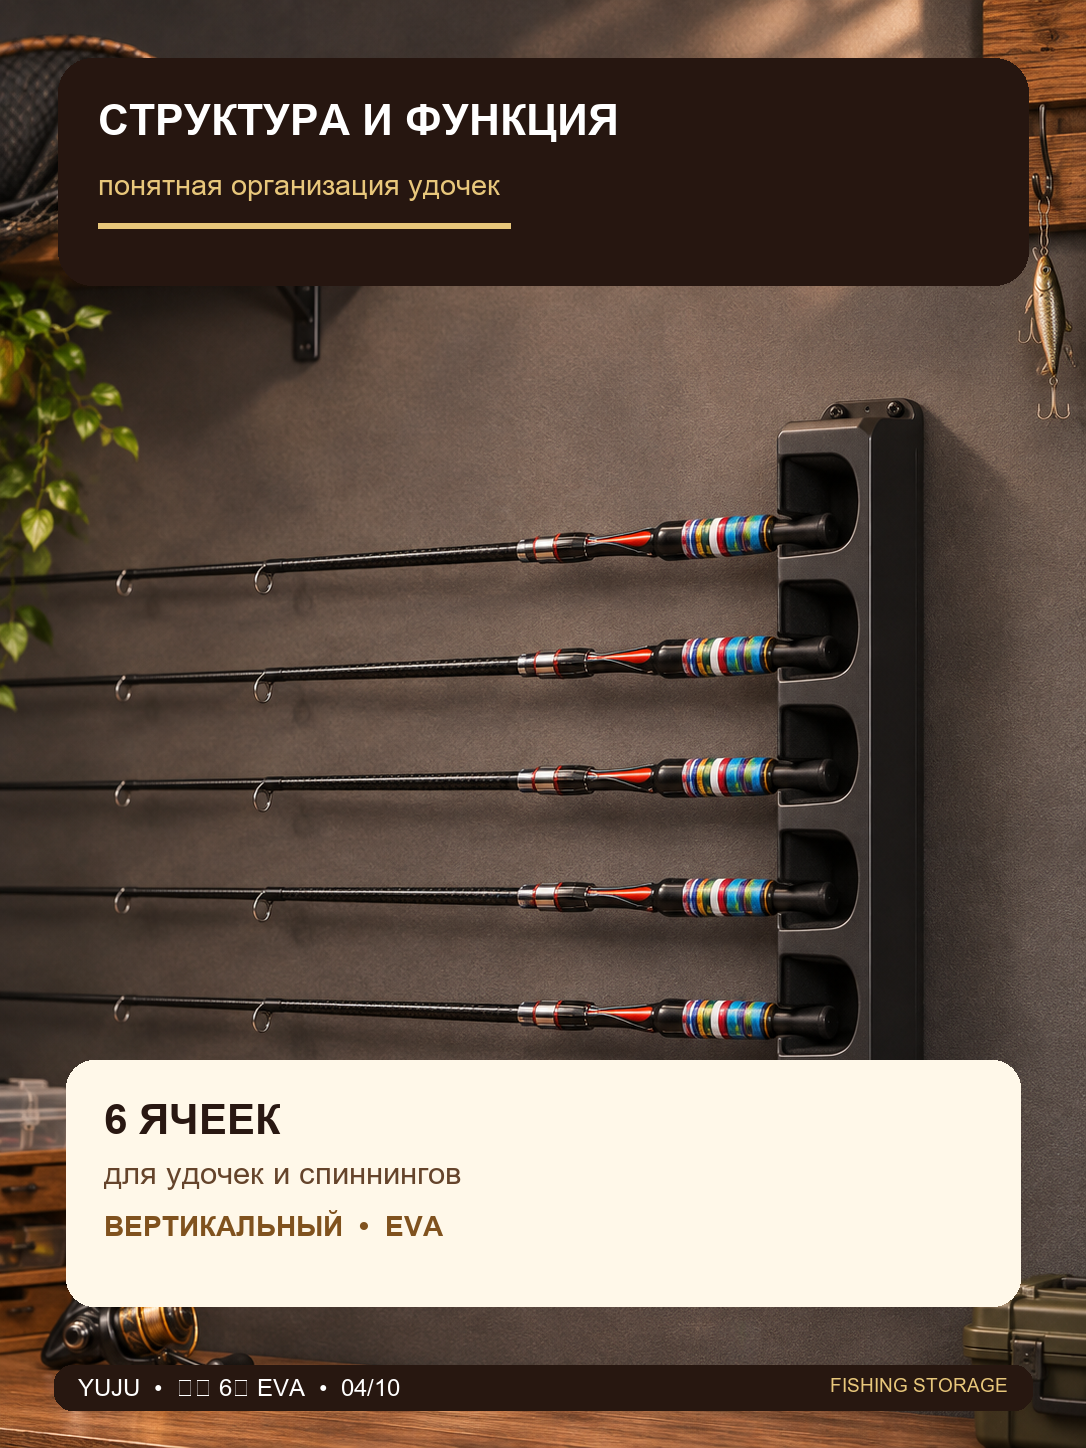 СТРУКТУРА И ФУНКЦИЯ
понятная организация удочек
6 ЯЧЕЕК
для удочек и спиннингов
ВЕРТИКАЛЬНЫЙ • EVA
YUJU • □□ 6□ EVA • 04/10
FISHING STORAGE